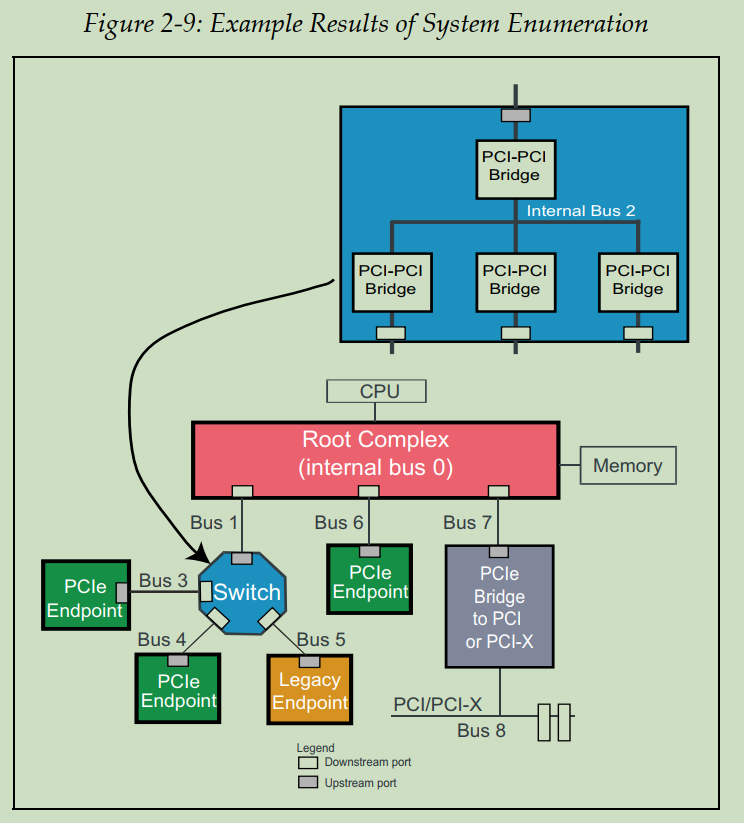 Figure 2-9: Example Results of System Enumeration
PCI-PCI
Bridge
Internal Bus 2
PCI-PCI
Bridge
PCI-PCI
Bridge
PCI-PCI
Bridge
CPU
Root Complex
(internal bus 0)
Memory
Bus 1
Bus 6
Bus 7
PCIe
Endpoint
Bus 3
Switch
PCIe
Endpoint
PCIe
Bridge
to PCI
or PCI-X
Bus 4
Bus 5
PCIe
Endpoint
Legacy
Endpoint
PCI/PCI-X
Bus 8
Legend
Downstream port
Upstream port